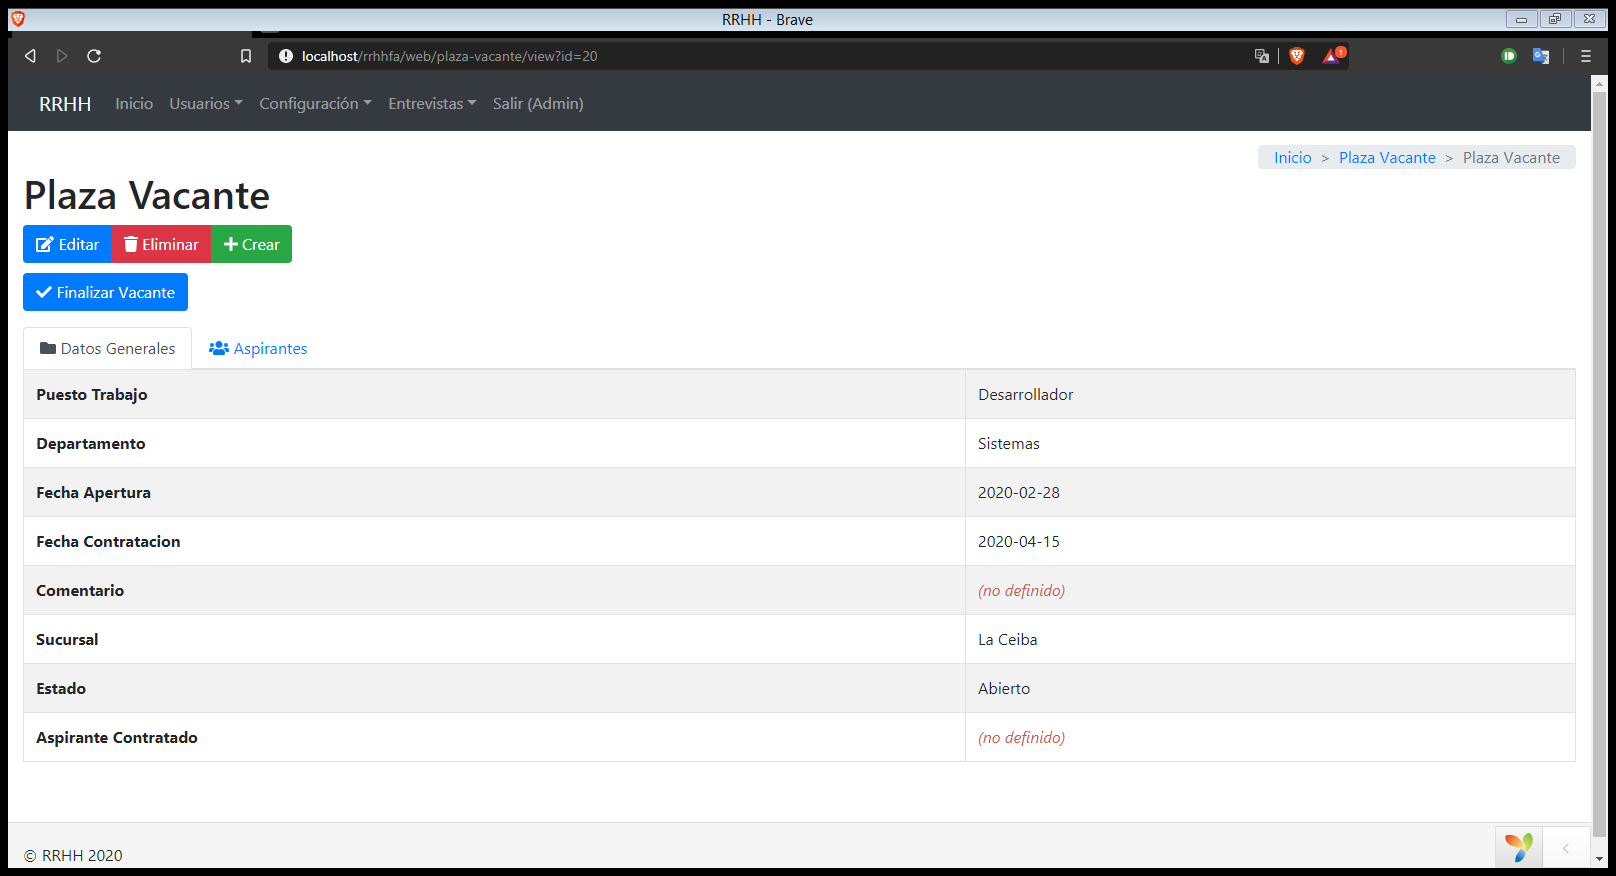 RRHH - Brave
localhost/rrhhfa/web/plaza-vacante/view?id=20
1
RRHH Inicio Usuarios Configuración Entrevistas Salir (Admin)
Inicio > Plaza Vacante > Plaza Vacante
Plaza Vacante
Editar Eliminar Crear
Finalizar Vacante
Datos Generales Aspirantes
Puesto Trabajo Desarrollador
Departamento Sistemas
Fecha Apertura 2020-02-28
Fecha Contratacion 2020-04-15
Comentario (no definido)
Sucursal La Ceiba
Estado Abierto
Aspirante Contratado (no definido)
© RRHH 2020